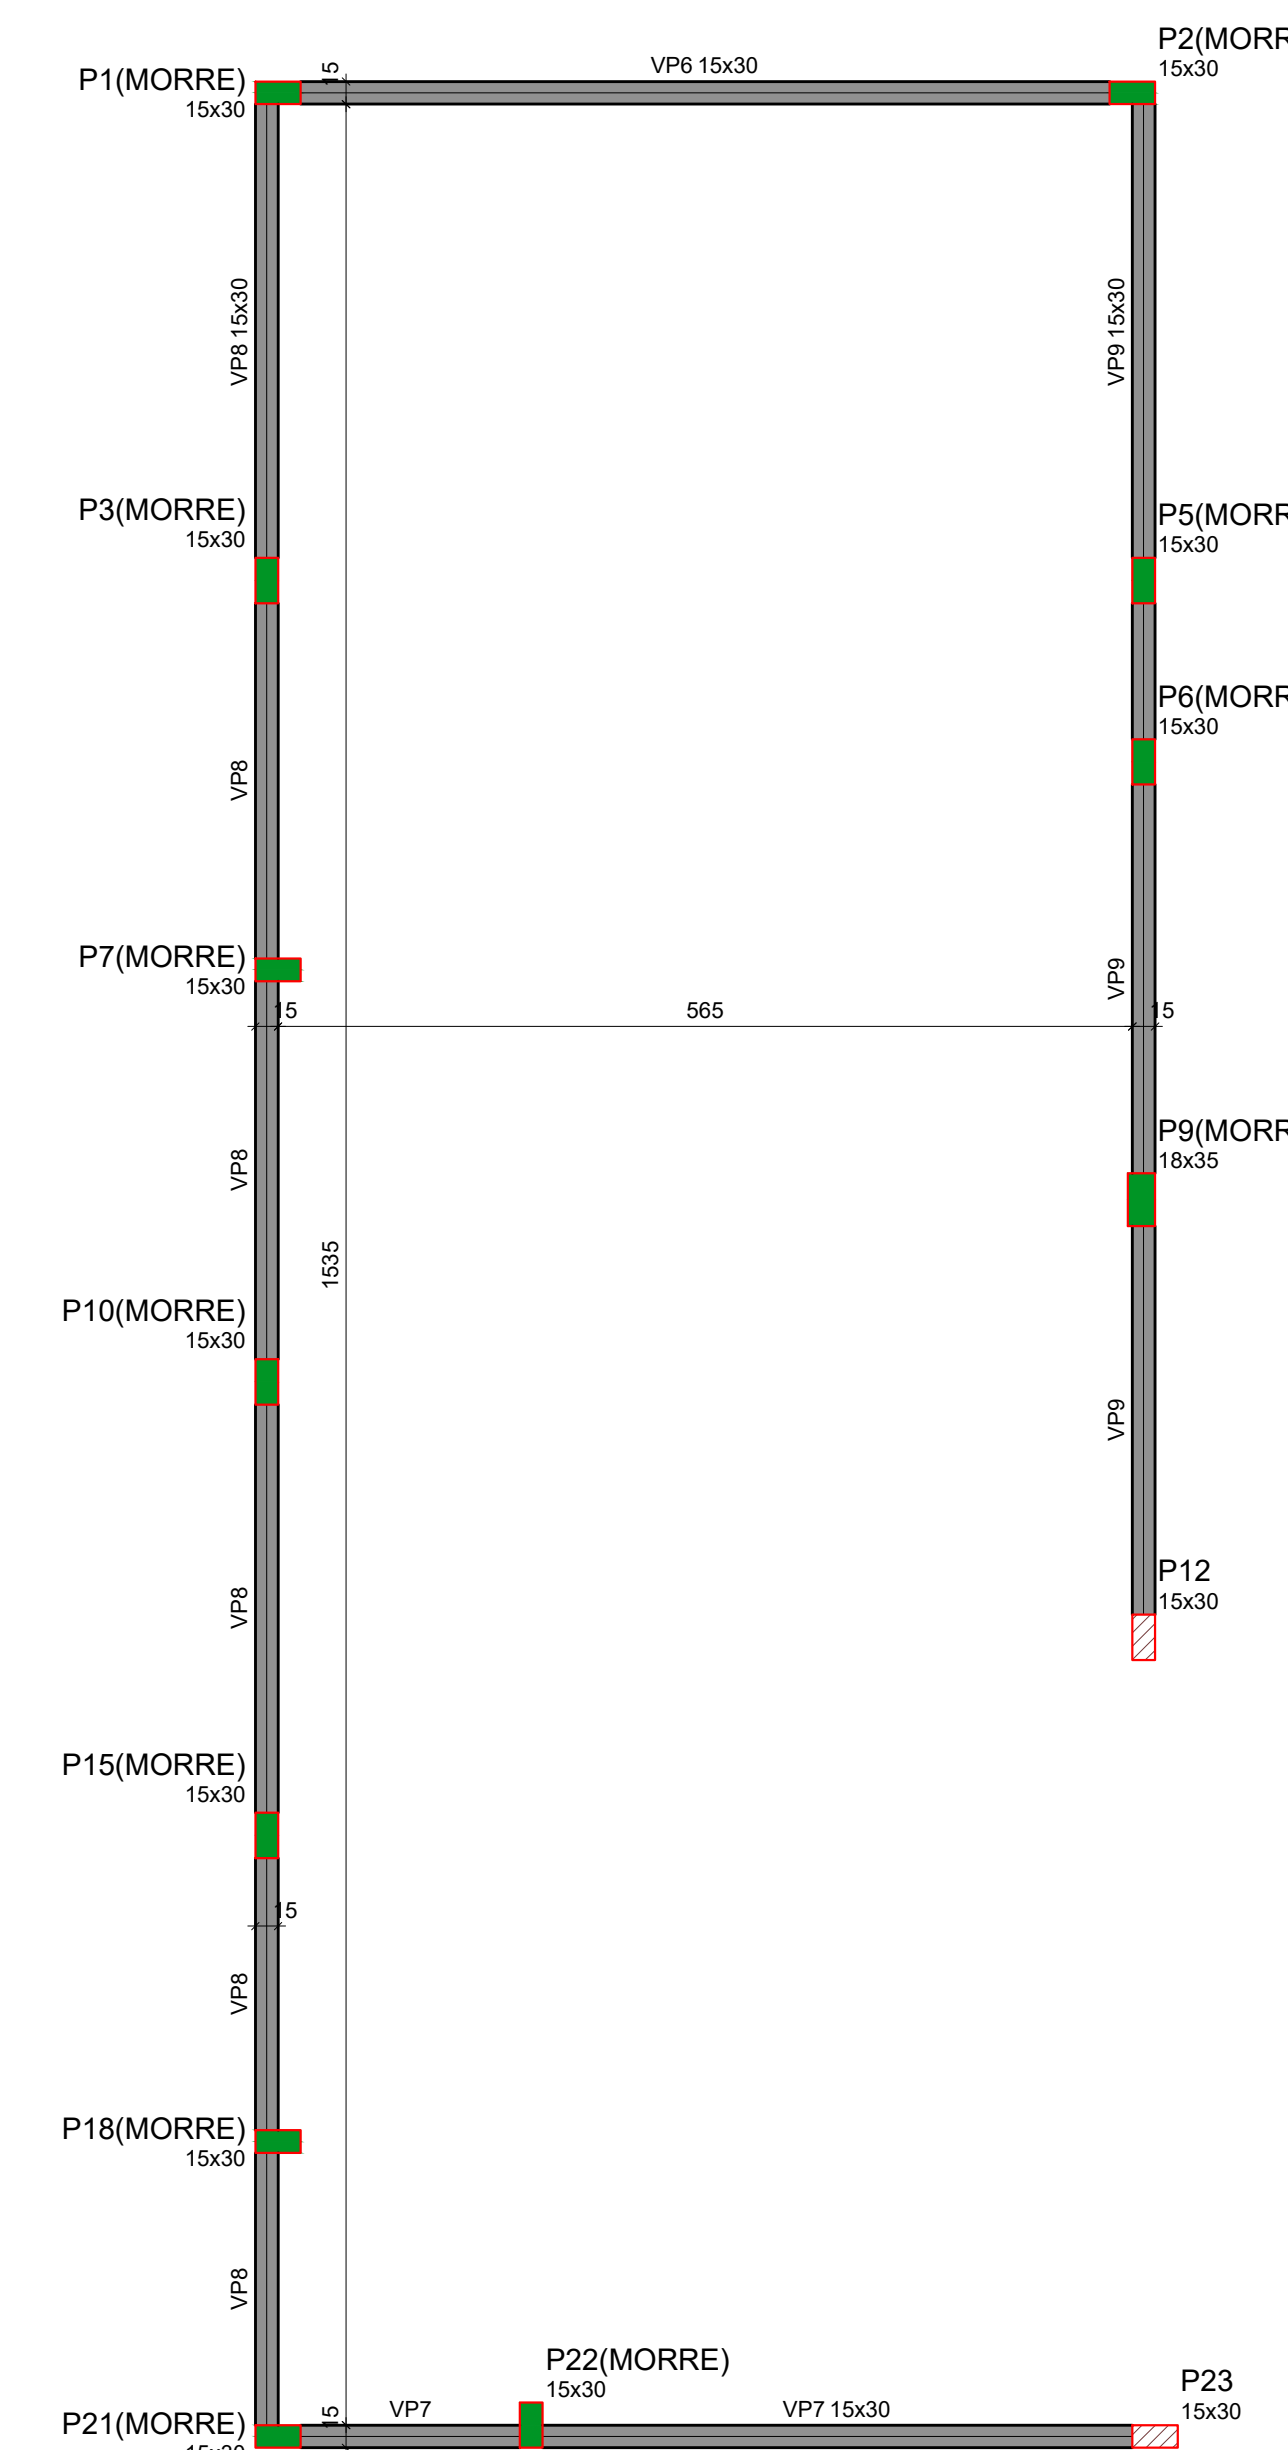 P2(MORR
15x30
VP6 15x30
P1(MORRE)
15x30
15
VP8 15x30
VP9 15x30
P3(MORRE)
15x30
P5(MORR
15x30
P6(MORR
15x30
VP8
P7(MORRE)
15x30
VP9
15
565
15
P9(MORR
18x35
VP8
1535
P10(MORRE)
15x30
VP9
P12
15x30
VP8
P15(MORRE)
15x30
15
VP8
P18(MORRE)
15x30
VP8
P22(MORRE)
15x30
P23
15x30
VP7
VP7 15x30
15
P21(MORRE)
15x30